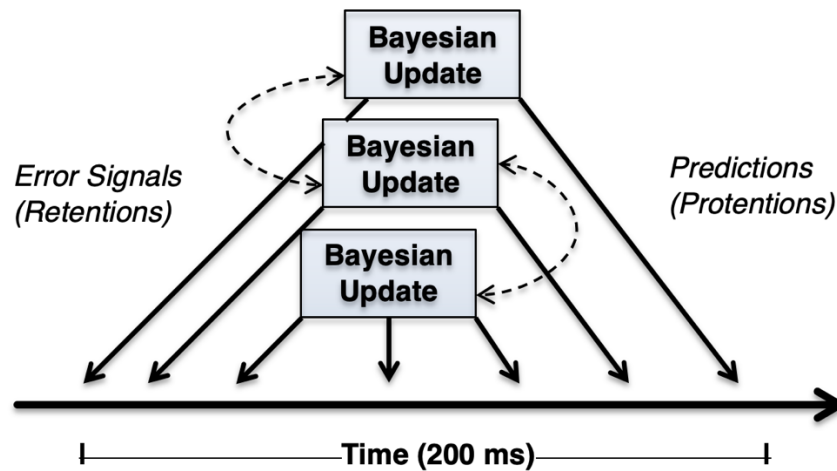 Bayesian
Update
Bayesian
Update
Error Signals
(Retentions)
Predictions
(Protentions)
Bayesian
Update
Time (200 ms)